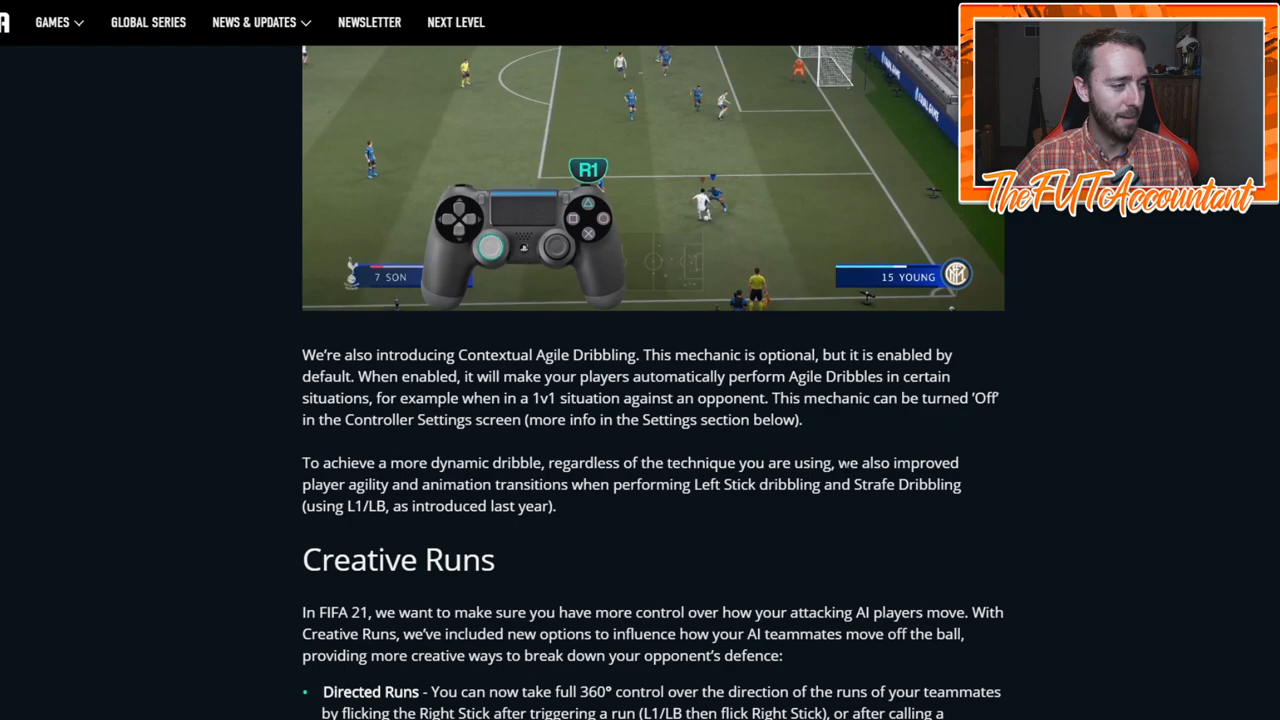 GAMES GLOBAL SERIES NEWS & UPDATES NEWSLETTER NEXT LEVEL
R1
7 SON
15 YOUNG
TheFUTAccountant
We're also introducing Contextual Agile Dribbling. This mechanic is optional, but it is enabled by
default. When enabled, it will make your players automatically perform Agile Dribbles in certain
situations, for example when in a 1v1 situation against an opponent. This mechanic can be turned 'Off'
in the Controller Settings screen (more info in the Settings section below).
To achieve a more dynamic dribble, regardless of the technique you are using, we also improved
player agility and animation transitions when performing Left Stick dribbling and Strafe Dribbling
(using L1/LB, as introduced last year).
Creative Runs
In FIFA 21, we want to make sure you have more control over how your attacking AI players move. With
Creative Runs, we've included new options to influence how your AI teammates move off the ball,
providing more creative ways to break down your opponent's defence:
• Directed Runs - You can now take full 360° control over the direction of the runs of your teammates
by flicking the Right Stick after triggering a run (L1/LB then flick Right Stick), or after calling a